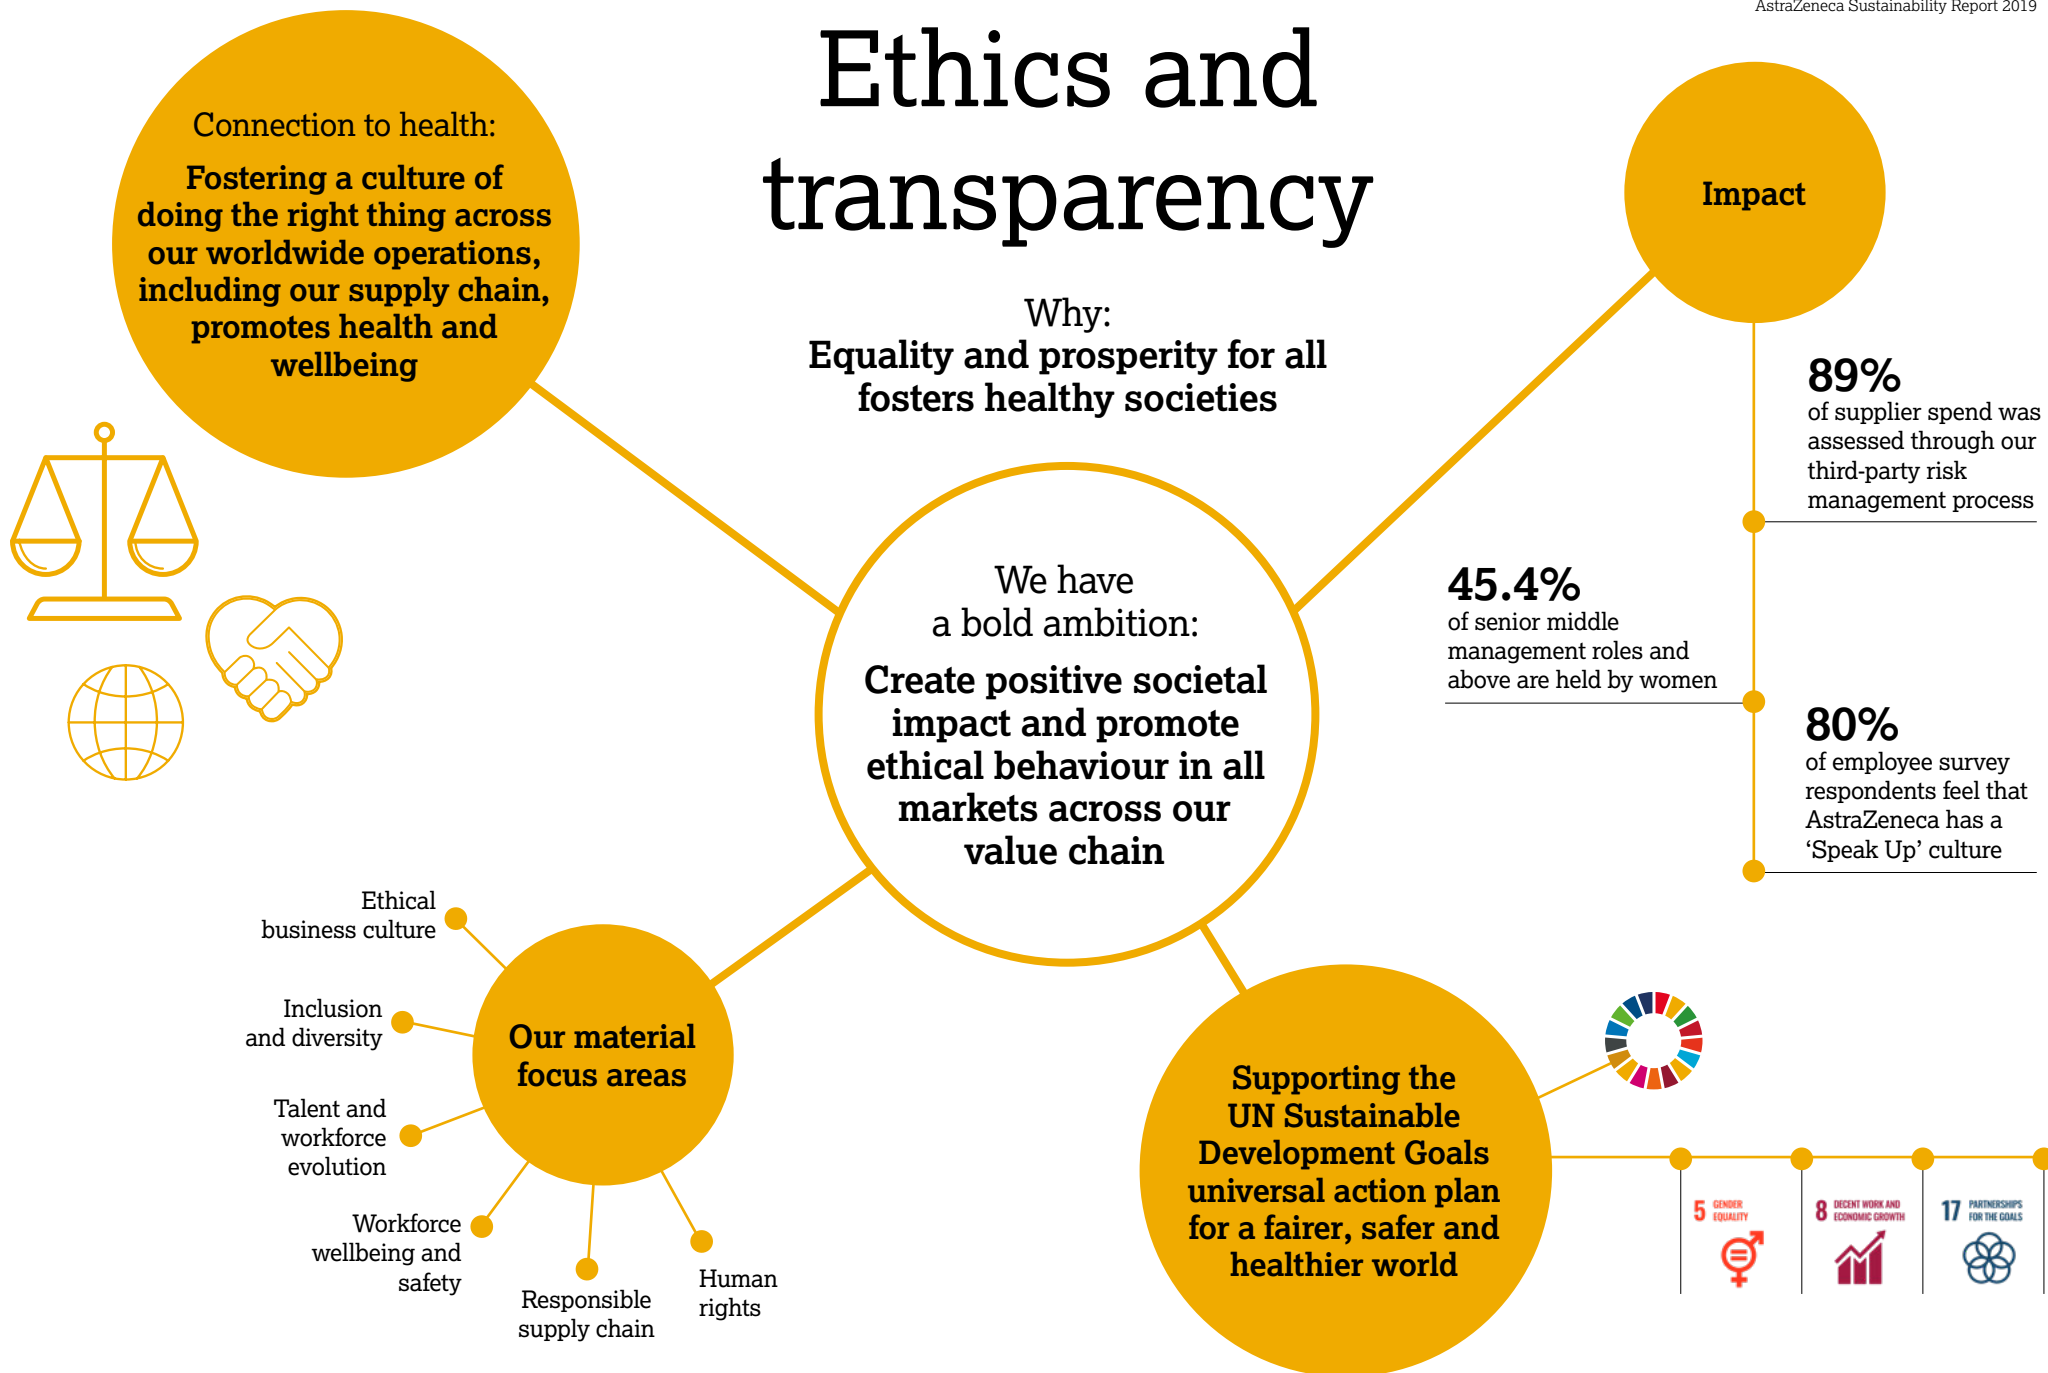 AstraZeneca Sustainability Report 2019
Ethics and
transparency
Why:
Equality and prosperity for all
fosters healthy societies
Connection to health:
Fostering a culture of
doing the right thing across
our worldwide operations,
including our supply chain,
promotes health and
wellbeing
Impact
89%
of supplier spend was
assessed through our
third-party risk
management process
45.4%
of senior middle
management roles and
above are held by women
80%
of employee survey
respondents feel that
AstraZeneca has a
‘Speak Up’ culture
We have
a bold ambition:
Create positive societal
impact and promote
ethical behaviour in all
markets across our
value chain
Our material
focus areas
Ethical
business culture
Inclusion
and diversity
Talent and
workforce
evolution
Workforce
wellbeing and
safety
Responsible
supply chain
Human
rights
Supporting the
UN Sustainable
Development Goals
universal action plan
for a fairer, safer and
healthier world
5 GENDER
EQUALITY
8 DECENT WORK AND
ECONOMIC GROWTH
17 PARTNERSHIPS
FOR THE GOALS